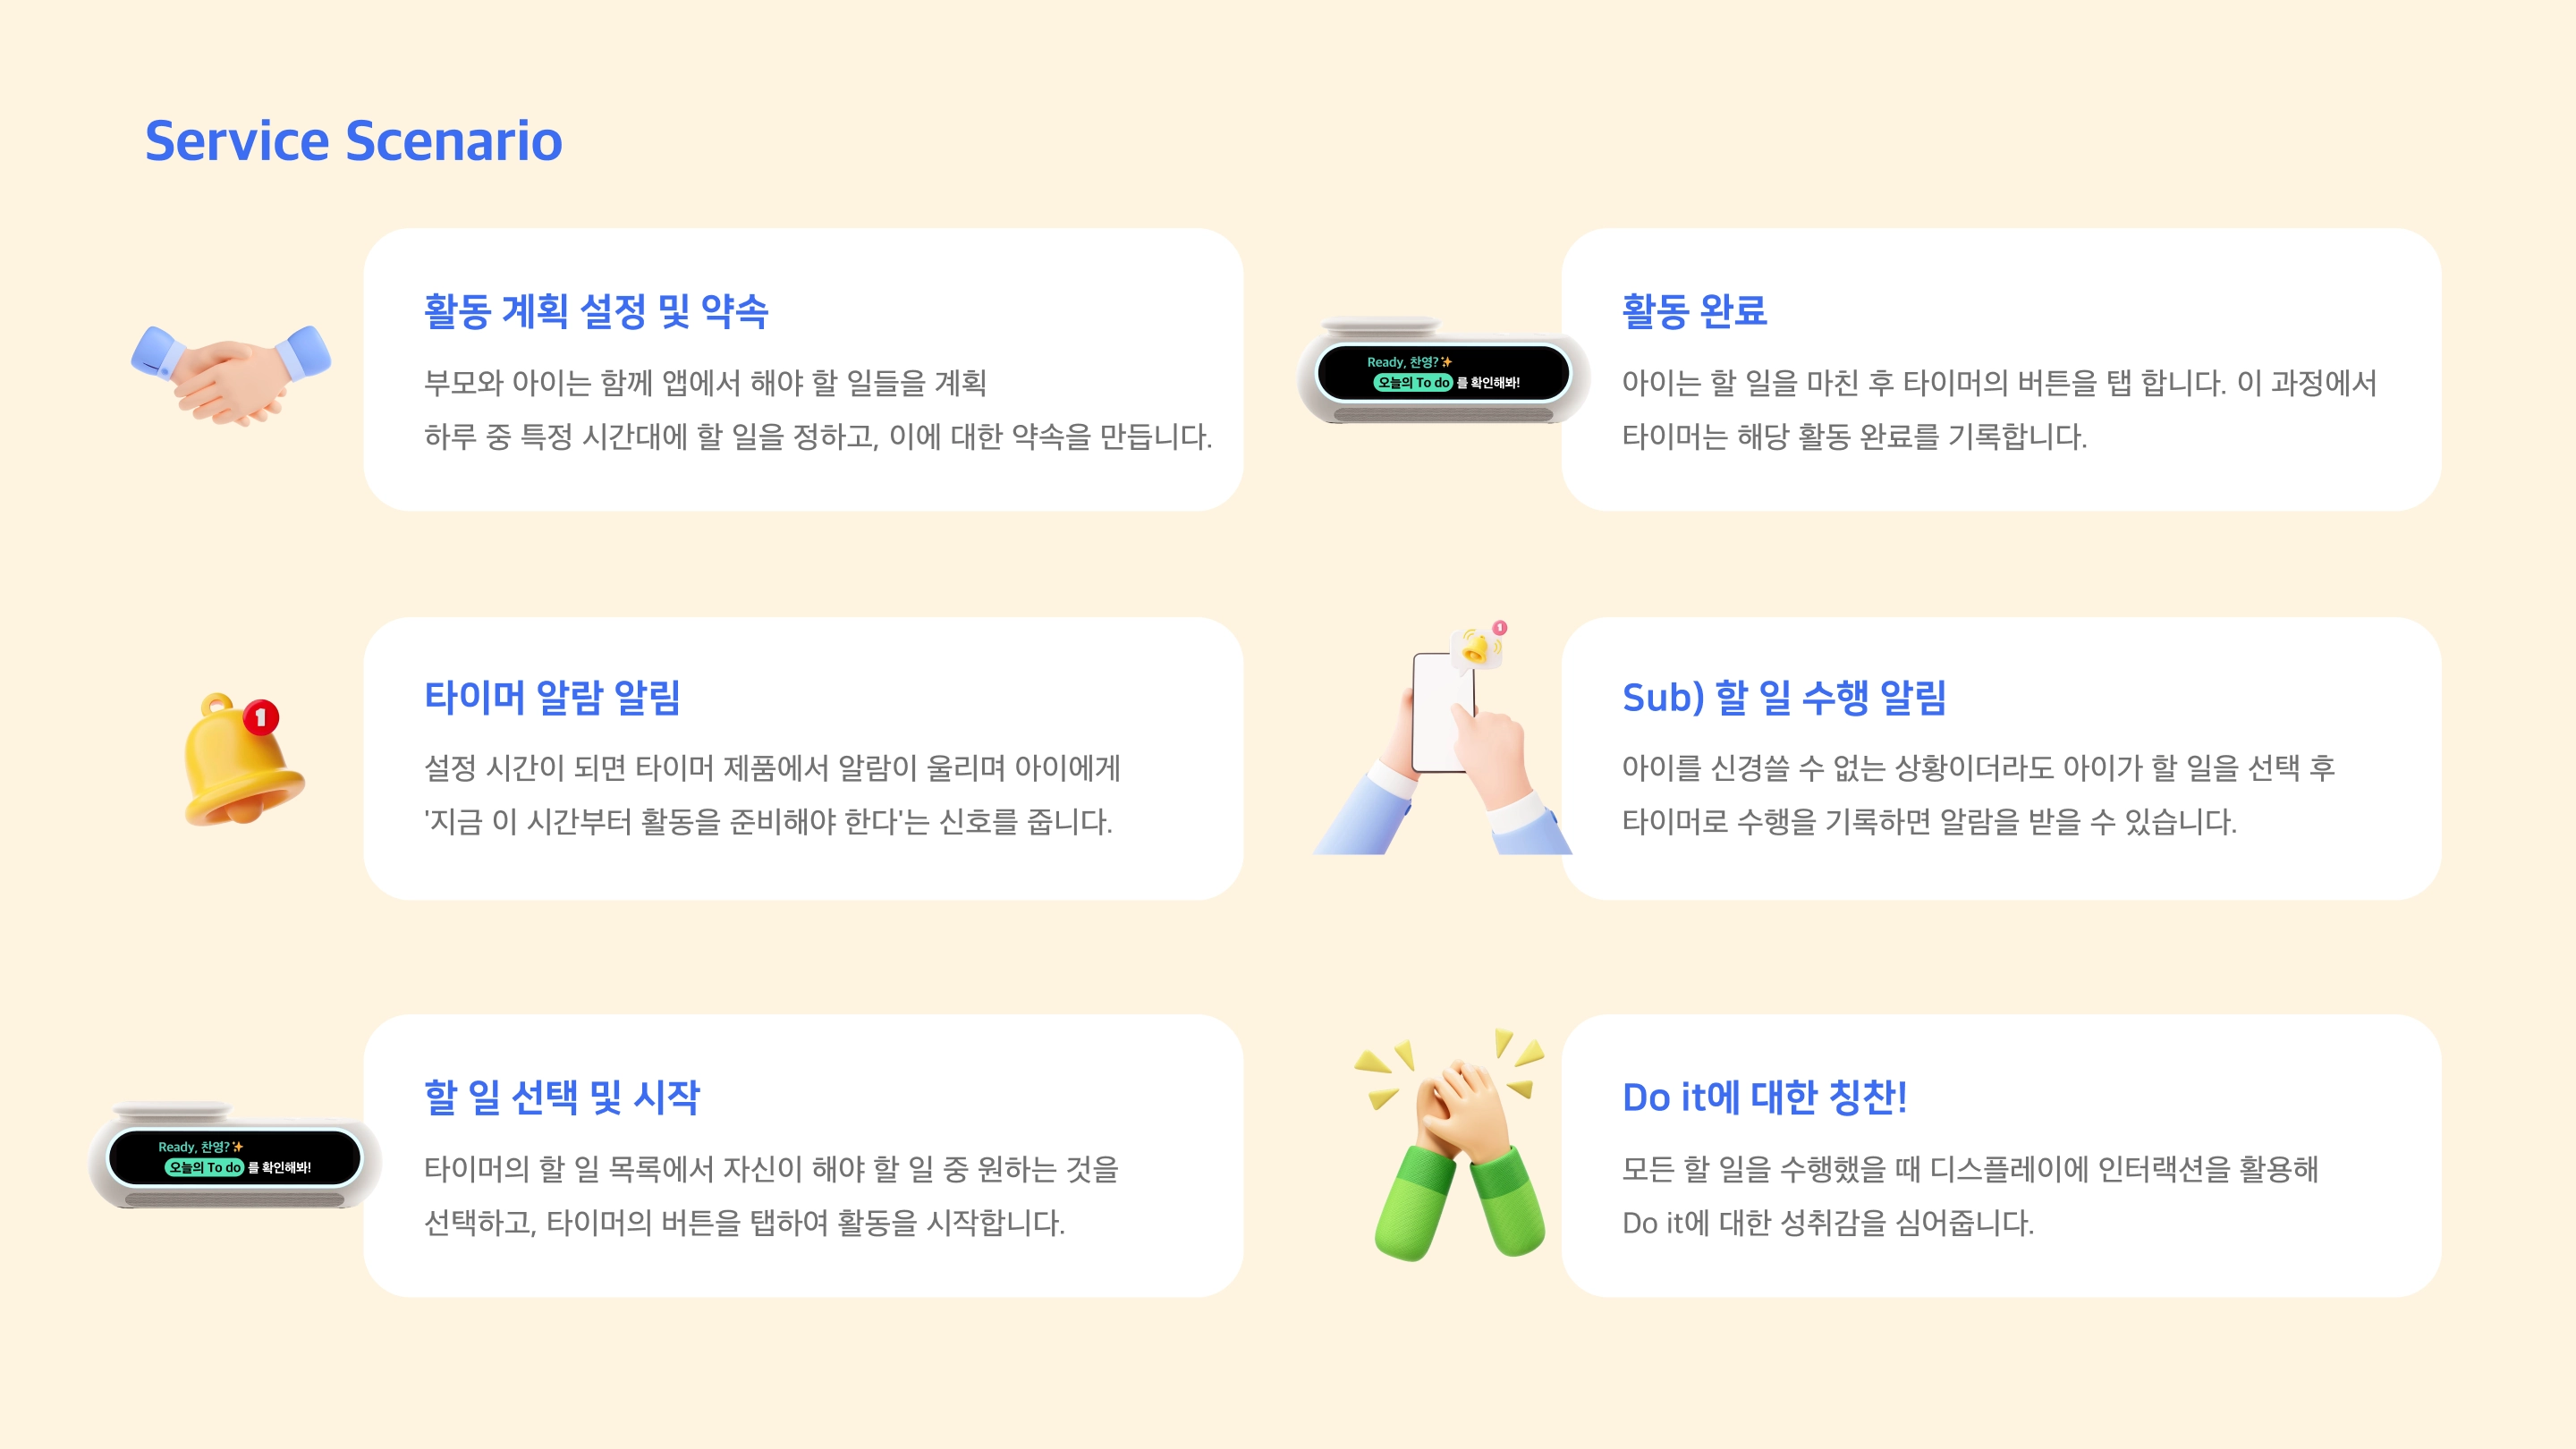 Service Scenario
활동 계획 설정 및 약속
부모와 아이는 함께 앱에서 해야 할 일들을 계획
하루 중 특정 시간대에 할 일을 정하고, 이에 대한 약속을 만듭니다.
1
타이머 알람 알림
설정 시간이 되면 타이머 제품에서 알람이 울리며 아이에게
'지금 이 시간부터 활동을 준비해야 한다'는 신호를 줍니다.
Ready, 찬영?✨
오늘의 To do 를 확인해봐!
할 일 선택 및 시작
타이머의 할 일 목록에서 자신이 해야 할 일 중 원하는 것을
선택하고, 타이머의 버튼을 탭하여 활동을 시작합니다.
Ready, 찬영?✨
오늘의 To do 를 확인해봐!
활동 완료
아이는 할 일을 마친 후 타이머의 버튼을 탭 합니다. 이 과정에서
타이머는 해당 활동 완료를 기록합니다.
1
Sub) 할 일 수행 알림
아이를 신경쓸 수 없는 상황이더라도 아이가 할 일을 선택 후
타이머로 수행을 기록하면 알람을 받을 수 있습니다.
Do it에 대한 칭찬!
모든 할 일을 수행했을 때 디스플레이에 인터랙션을 활용해
Do it에 대한 성취감을 심어줍니다.